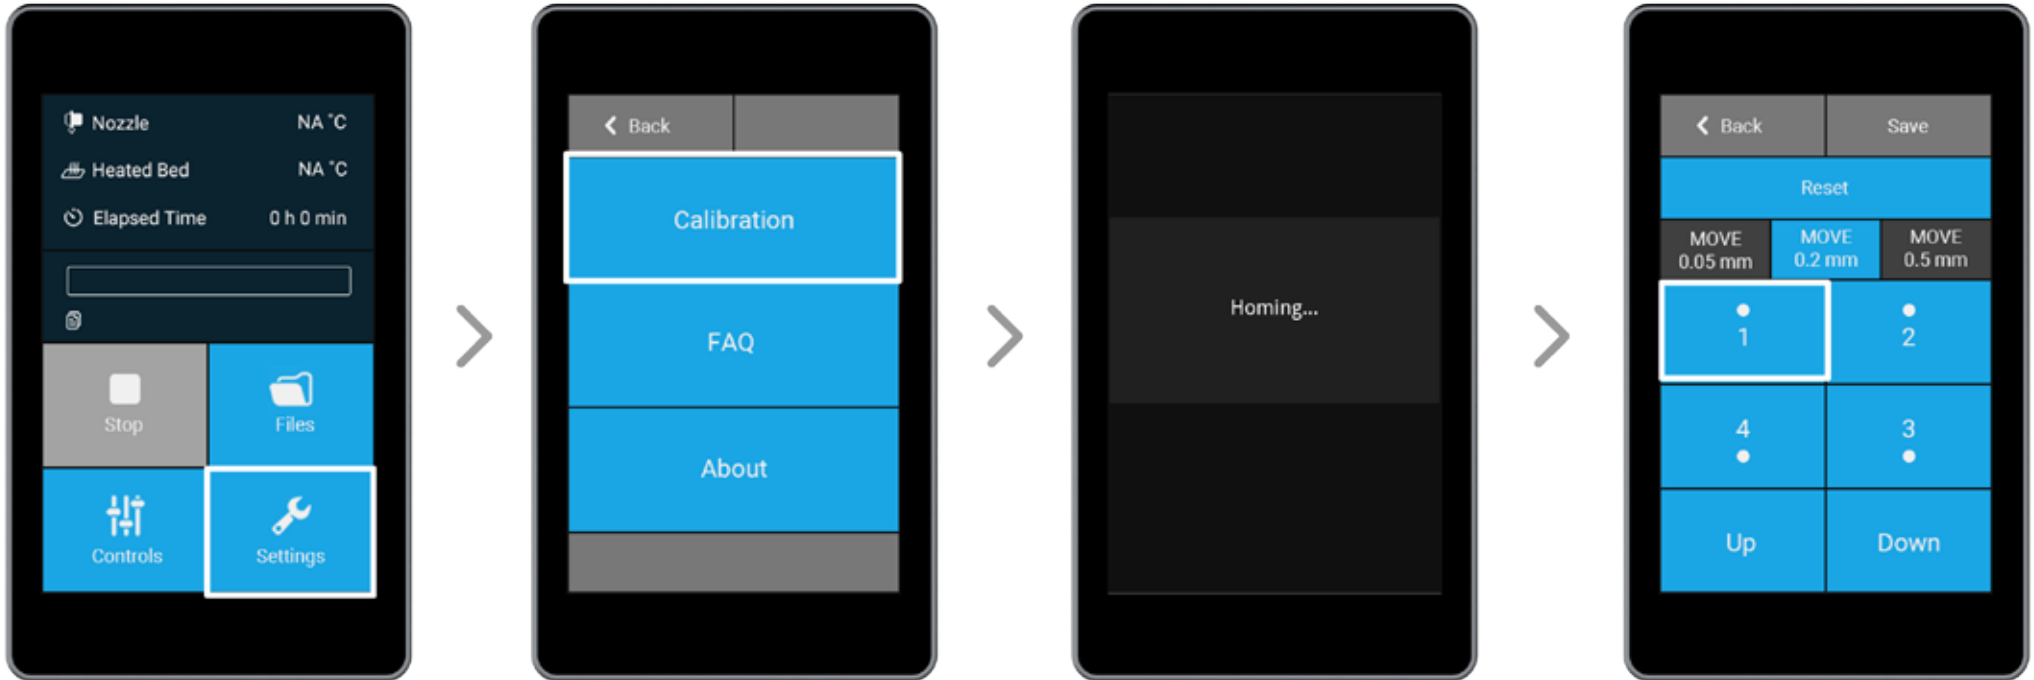 Nozzle NA °C
Heated Bed NA °C
Elapsed Time 0 h 0 min
Stop Files
Controls Settings
Back
Calibration
FAQ
About
Homing...
Back Save
Reset
MOVE MOVE MOVE
0.05 mm 0.2 mm 0.5 mm
1 2
4 3
Up Down